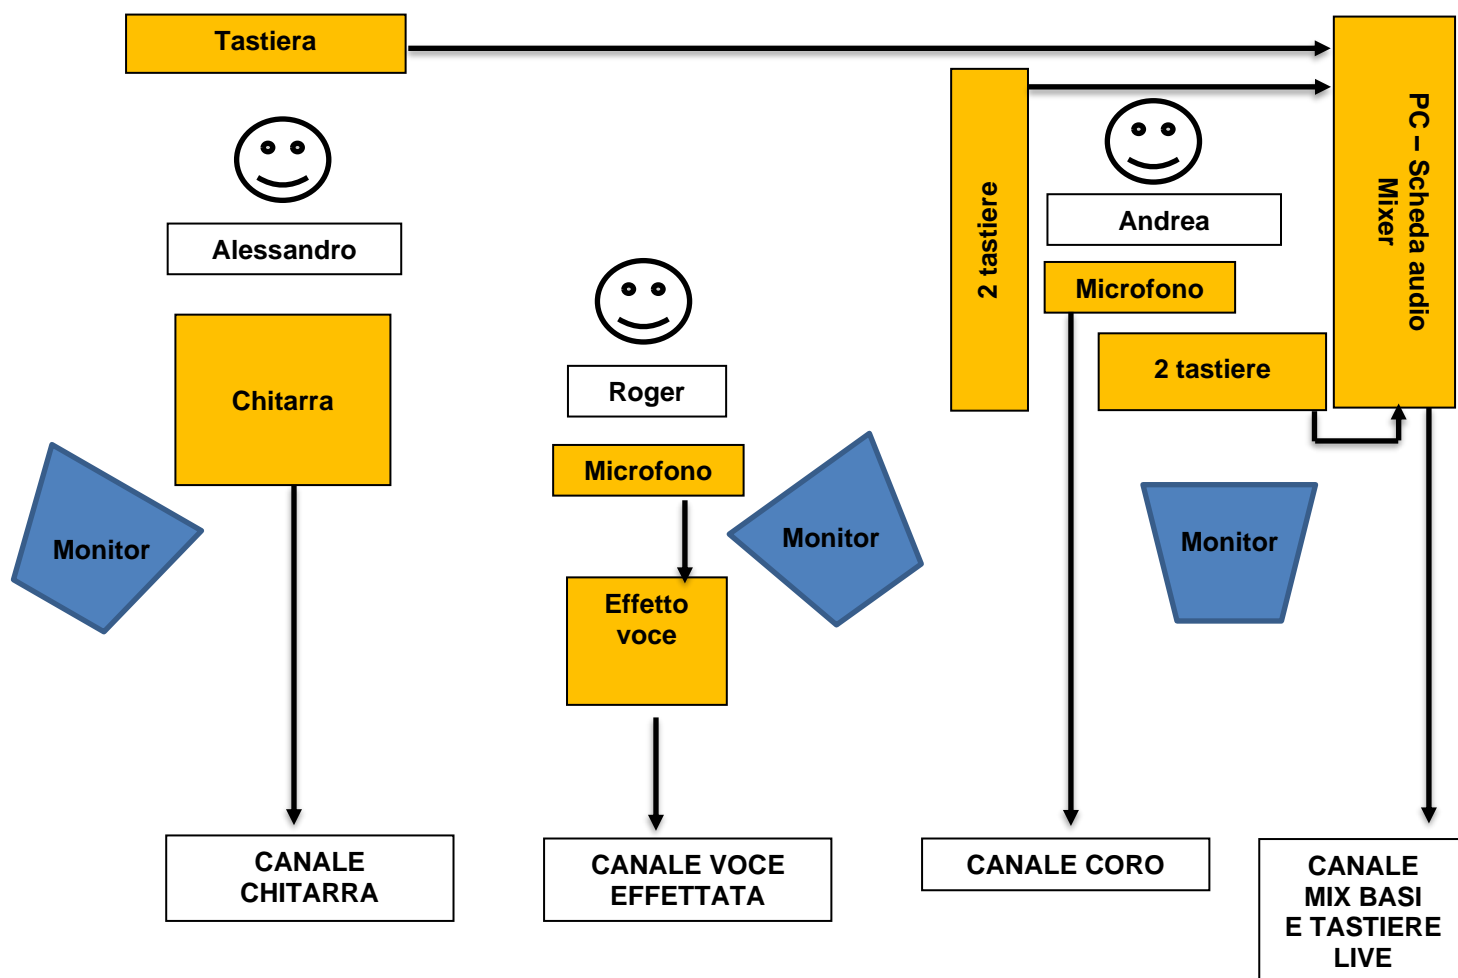 Tastiera
PC – Scheda audio
Mixer
2 tastiere
Andrea
Alessandro
Microfono
2 tastiere
Roger
Chitarra
Microfono
Monitor
Monitor
Monitor
Effetto
voce
CANALE
CHITARRA
CANALE VOCE
EFFETTATA
CANALE CORO
CANALE
MIX BASI
E TASTIERE
LIVE